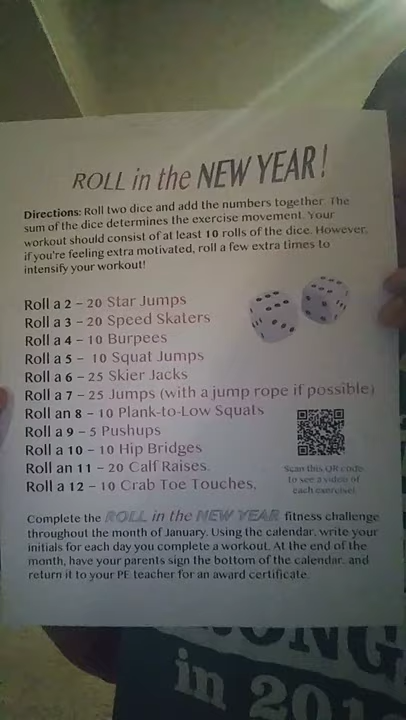 ROLL in the NEW YEAR!
Directions: Roll two dice and add the numbers together. The
sum of the dice determines the exercise movement. Your
workout should consist of at least 10 rolls of the dice. However,
if you're feeling extra motivated, roll a few extra times to
intensify your workout!
Roll a 2 – 20 Star Jumps
Roll a 3 – 20 Speed Skaters
Roll a 4 – 10 Burpees
Roll a 5 - 10 Squat Jumps
Roll a 6 – 25 Skier Jacks
Roll a 7 – 25 Jumps (with a jump rope if possible)
Roll an 8 – 10 Plank-to-Low Squats
Roll a 9 – 5 Pushups
Roll a 10 – 10 Hip Bridges
Roll an 11 – 20 Calf Raises.
Roll a 12 – 10 Crab Toe Touches.
Scan this QR code
to see a video of
each exercise!
Complete the ROLL in the NEW YEAR fitness challenge
throughout the month of January. Using the calendar, write your
initials for each day you complete a workout. At the end of the
month, have your parents sign the bottom of the calendar, and
return it to your PE teacher for an award certificate.
in 201